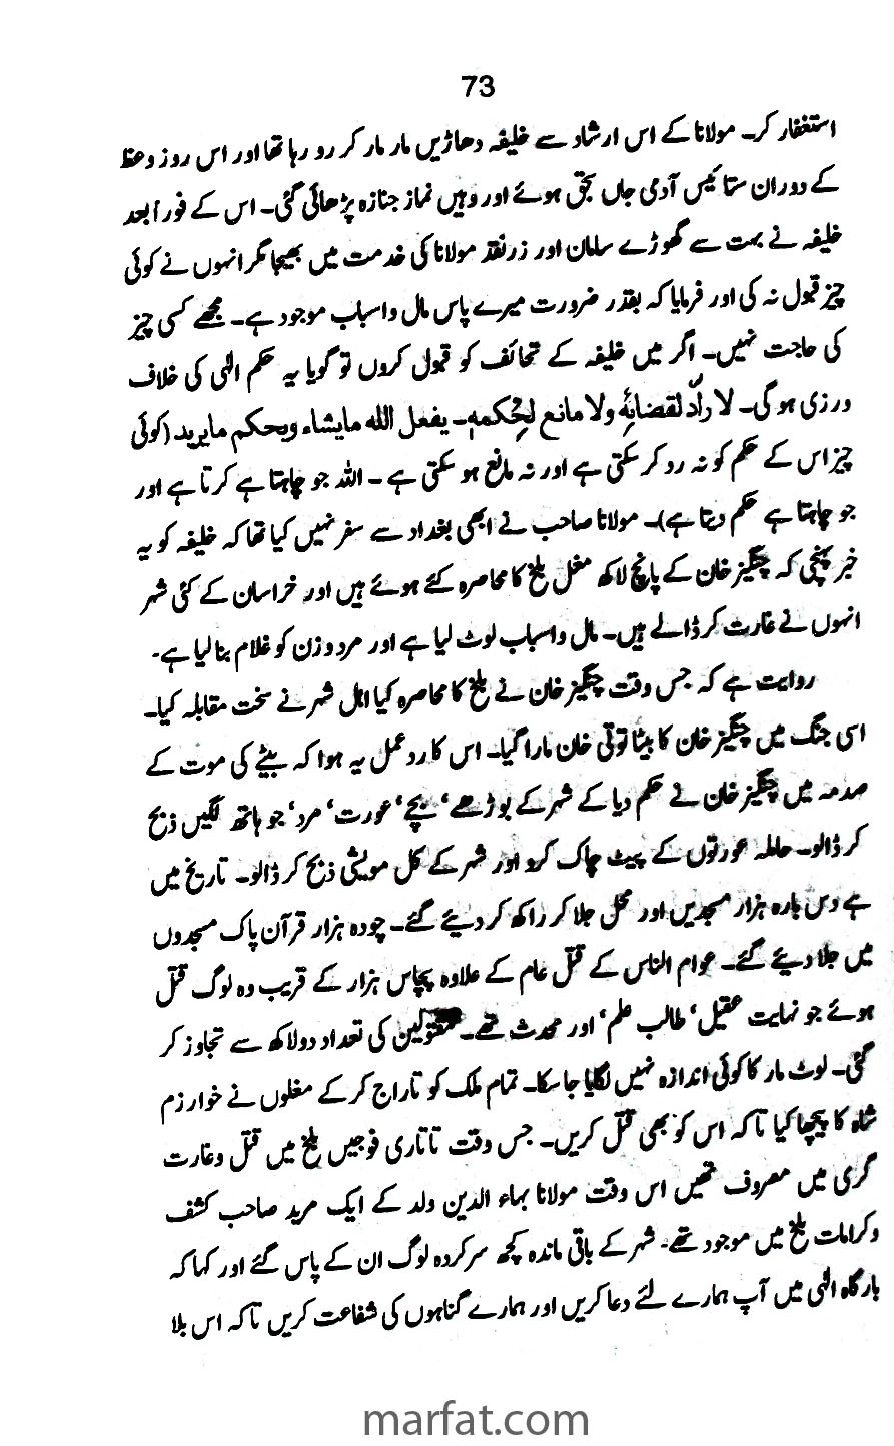 73
استغفار کر۔ مولانا کے اس ارشاد سے خلیفہ دھاڑیں مار مار کر رو رہا تھا اور اس روز وعظ
کے دوران ستائیس آدمی جاں بحق ہوئے اور وہیں نماز جنازہ پڑھائی گئی۔ اس کے فوراً بعد
خلیفہ نے بہت سے گھوڑے سامان اور زر نقد مولانا کی خدمت میں بھیجا مگر انہوں نے کوئی
چیز قبول نہ کی اور فرمایا کہ بقدر ضرورت میرے پاس مال و اسباب موجود ہے۔ مجھے کسی چیز
کی حاجت نہیں۔ اگر میں خلیفہ کے تحائف کو قبول کروں تو گویا یہ حکم الٰہی کی خلاف
ورزی ہو گی۔ لا رادّ لقضائہٖ ولا مانع لحکمہٖ۔ یفعل اللہ مایشاء ویحکم مایرید (کوئی
چیز اس کے حکم کو نہ رد کر سکتی ہے اور نہ مانع ہو سکتی ہے ۔ اللہ جو چاہتا ہے کرتا ہے اور
جو چاہتا ہے حکم دیتا ہے)۔ مولانا صاحب نے ابھی بغداد سے سفر نہیں کیا تھا کہ خلیفہ کو یہ
خبر پہنچی کہ چنگیز خان کے پانچ لاکھ مغل بلخ کا محاصرہ کئے ہوئے ہیں اور خراسان کے کئی شہر
انہوں نے غارت کر ڈالے ہیں۔ مال و اسباب لوٹ لیا ہے اور مرد و زن کو غلام بنا لیا ہے۔
روایت ہے کہ جس وقت چنگیز خان نے بلخ کا محاصرہ کیا اہل شہر نے سخت مقابلہ کیا۔
اسی جنگ میں چنگیز خان کا بیٹا توتی خان مارا گیا۔ اس کا رد عمل یہ ہوا کہ بیٹے کی موت کے
صدمہ میں چنگیز خان نے حکم دیا کے شہر کے بوڑھے، بچے، عورت، مرد، جو ہاتھ لگیں ذبح
کر ڈالو۔ حاملہ عورتوں کے پیٹ چاک کرد اور شہر کے کل مویشی ذبح کر ڈالو۔ تاریخ میں
ہے دس بارہ ہزار مسجدیں اور محل جلا کر راکھ کر دیئے گئے۔ چودہ ہزار قرآن پاک مسجدوں
میں جلا دیئے گئے۔ عوام الناس کے قتل عام کے علاوہ پچاس ہزار کے قریب وہ لوگ قتل
ہوئے جو نہایت عقیل، طالب علم، اور محدث تھے۔ مقتولین کی تعداد دو لاکھ سے تجاوز کر
گئی۔ لوٹ مار کا کوئی اندازہ نہیں لگایا جا سکا۔ تمام ملک کو تاراج کر کے مغلوں نے خوارزم
شاہ کا پیچھا کیا تا کہ اس کو بھی قتل کریں۔ جس وقت تاتاری فوجیں بلخ میں قتل و غارت
گری میں مصروف تھیں اس وقت مولانا بہاء الدین ولد کے ایک مرید صاحب کشف
و کرامات بلخ میں موجود تھے۔ شہر کے باقی ماندہ کچھ سرکردہ لوگ ان کے پاس گئے اور کہا کہ
بارگاہ الٰہی میں آپ ہمارے لئے دعا کریں اور ہمارے گناہوں کی شفاعت کریں تا کہ اس بلا
marfat.com